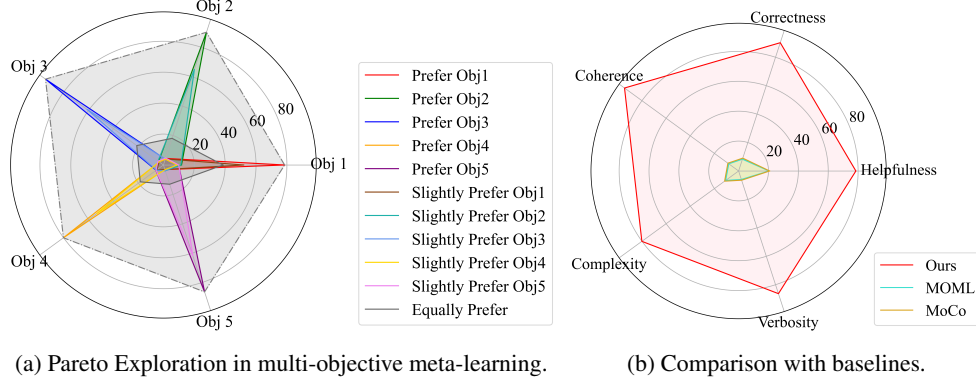 Obj 2
Obj 3
80
60
40
20
Obj 1
Obj 4
Obj 5
Prefer Obj1
Prefer Obj2
Prefer Obj3
Prefer Obj4
Prefer Obj5
Slightly Prefer Obj1
Slightly Prefer Obj2
Slightly Prefer Obj3
Slightly Prefer Obj4
Slightly Prefer Obj5
Equally Prefer
(a) Pareto Exploration in multi-objective meta-learning.
Correctness
Coherence
80
60
40
20
Helpfulness
Complexity
Verbosity
Ours
MOML
MoCo
(b) Comparison with baselines.